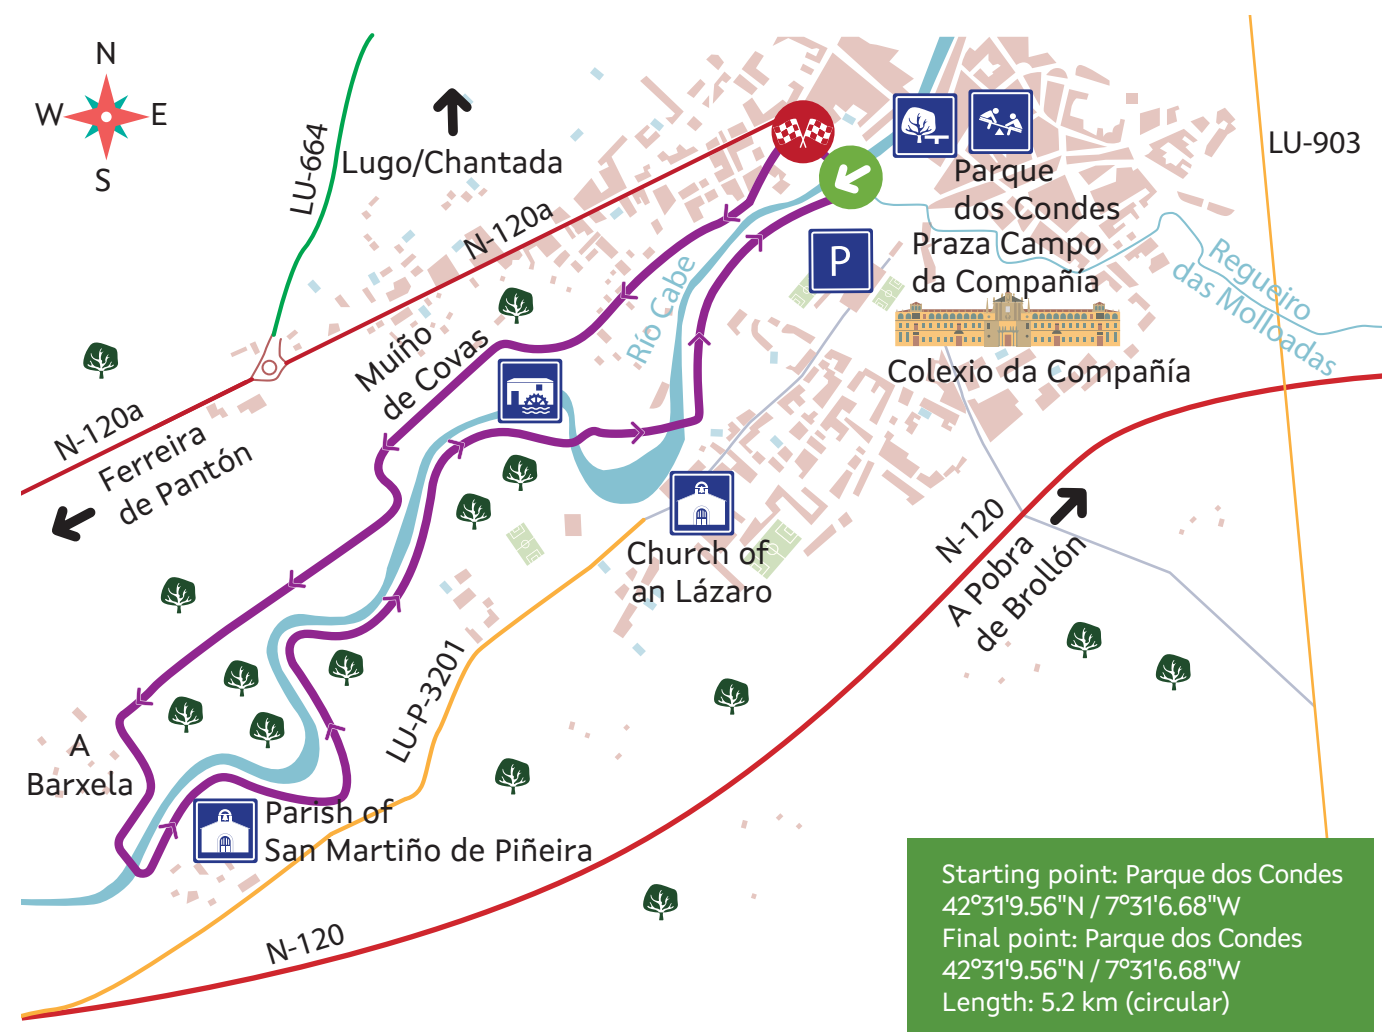 N
W
E
S
LU-664
Lugo/Chantada
N-120a
LU-903
Parque
dos Condes
P
Praza Campo
da Compañía
Regueiro
das Molloadas
Río Cabe
Colexio da Compañía
Muíño
de Covas
N-120a
Ferreira
de Pantón
Church of
an Lázaro
N-120
A Pobra
de Brollón
LU-P-3201
A
Barxela
Parish of
San Martiño de Piñeira
N-120
Starting point: Parque dos Condes
42º31'9.56"N / 7º31'6.68"W
Final point: Parque dos Condes
42º31'9.56"N / 7º31'6.68"W
Length: 5.2 km (circular)